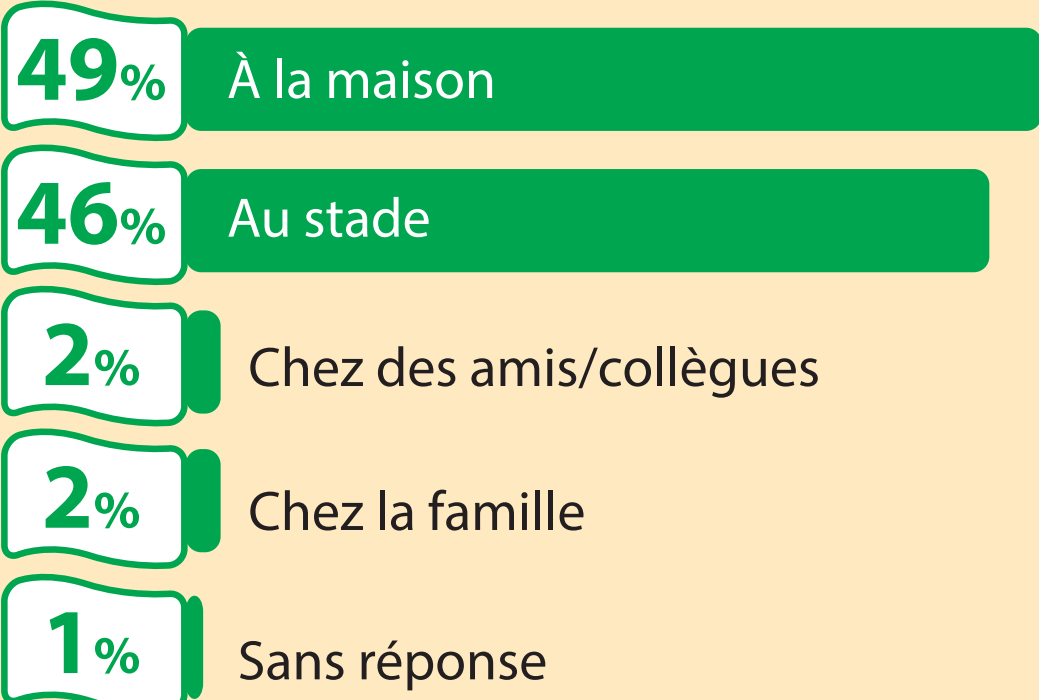 49% À la maison
46% Au stade
2% Chez des amis/collègues
2% Chez la famille
1% Sans réponse